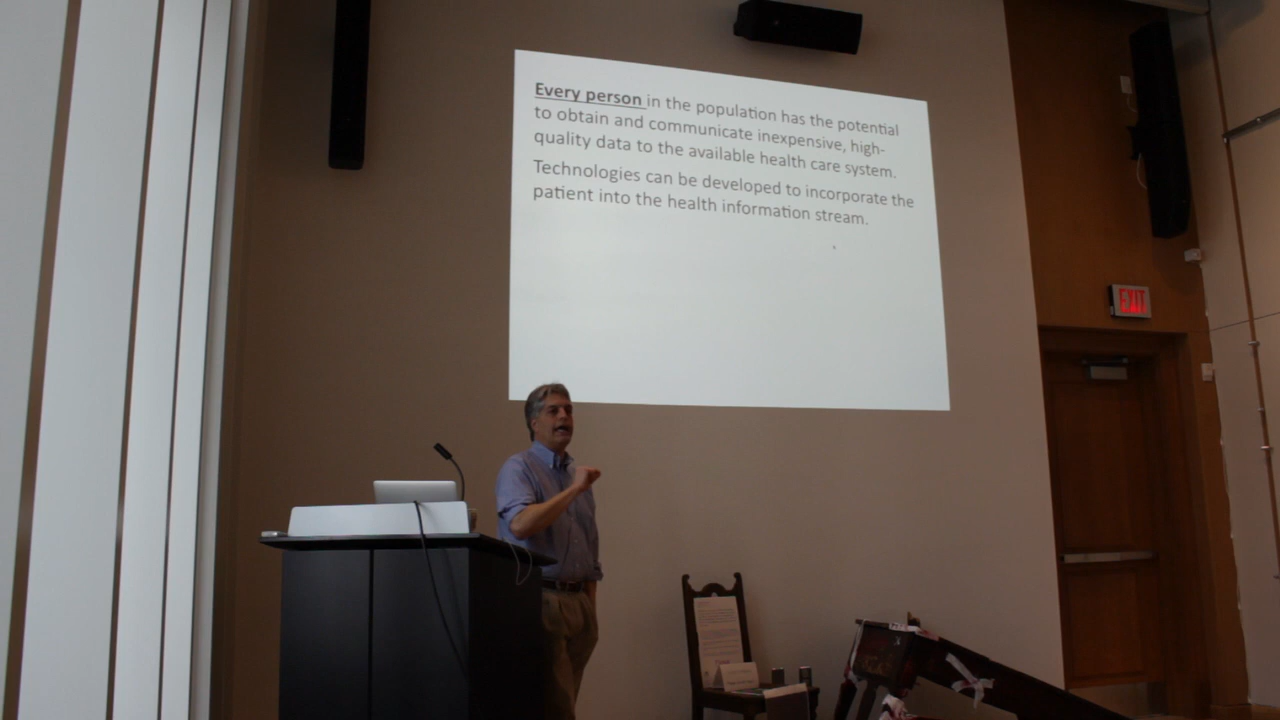 Every person in the population has the potential
to obtain and communicate inexpensive, high-
quality data to the available health care system.
Technologies can be developed to incorporate the
patient into the health information stream.
EXIT